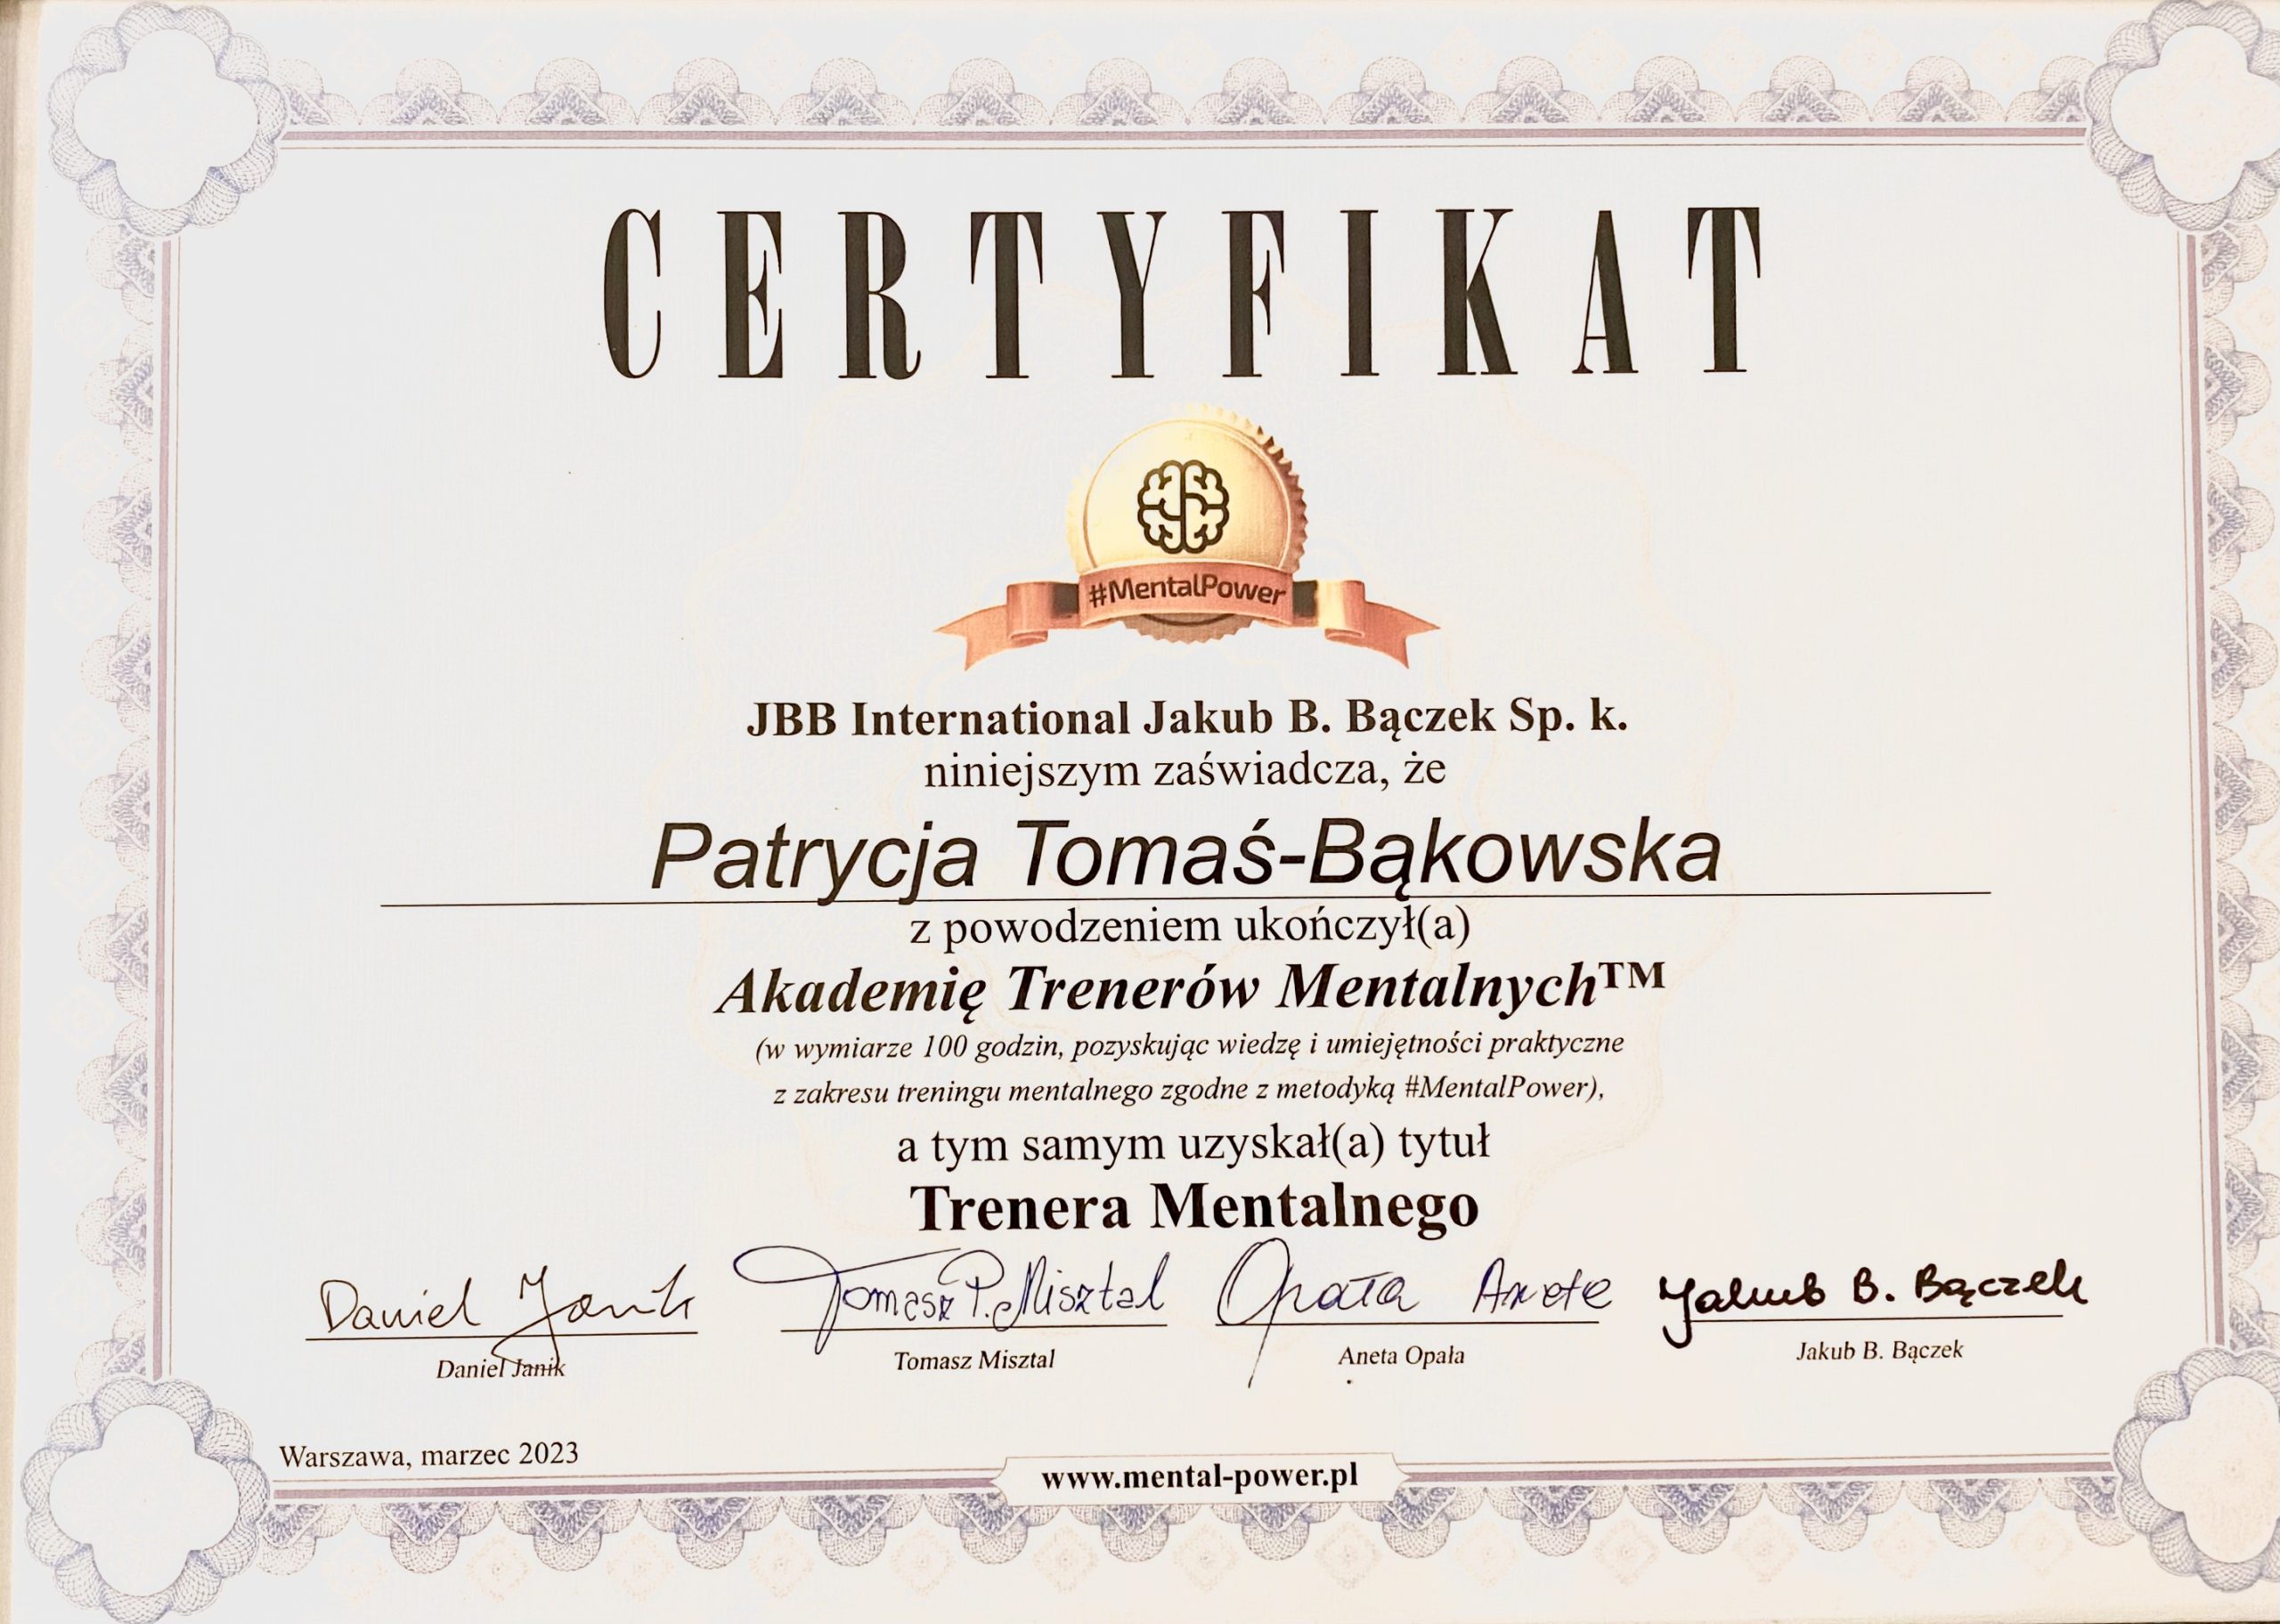 CERTYFIKAT
#MentalPower
JBB International Jakub B. Bączek Sp. k.
niniejszym zaświadcza, że
Patrycja Tomaś-Bąkowska
z powodzeniem ukończył(a)
Akademię Trenerów Mentalnych™
(w wymiarze 100 godzin, pozyskując wiedzę i umiejętności praktyczne
z zakresu treningu mentalnego zgodne z metodyką #MentalPower),
a tym samym uzyskał(a) tytuł
Trenera Mentalnego
Daniel Janik Tomasz P. Misztal Opała Aneta Jakub B. Bączek
Daniel Janik Tomasz Misztal Aneta Opała Jakub B. Bączek
Warszawa, marzec 2023
www.mental-power.pl